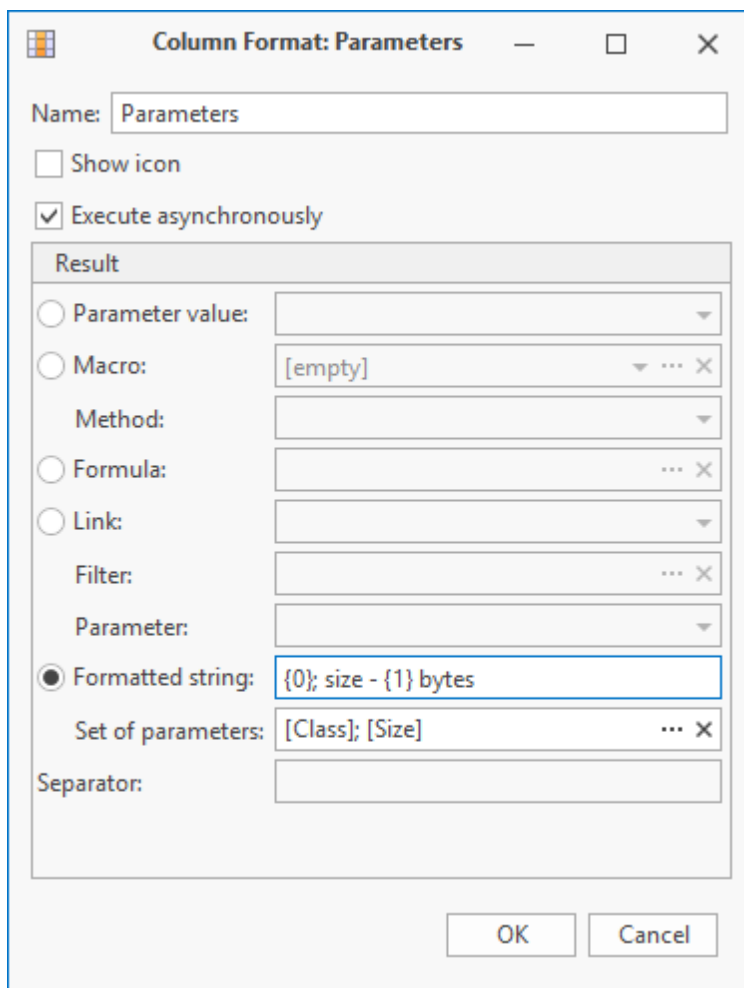 Column Format: Parameters
Name: Parameters
Show icon
Execute asynchronously
Result
Parameter value:
Macro: [empty]
Method:
Formula:
Link:
Filter:
Parameter:
Formatted string: {0}; size - {1} bytes
Set of parameters: [Class]; [Size]
Separator:
OK Cancel